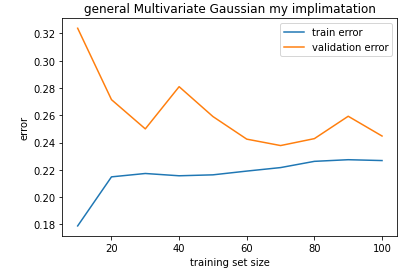 general Multivariate Gaussian my implimatation
train error
validation error
0.32
0.30
0.28
0.26
0.24
0.22
0.20
0.18
error
20
40
60
80
100
training set size